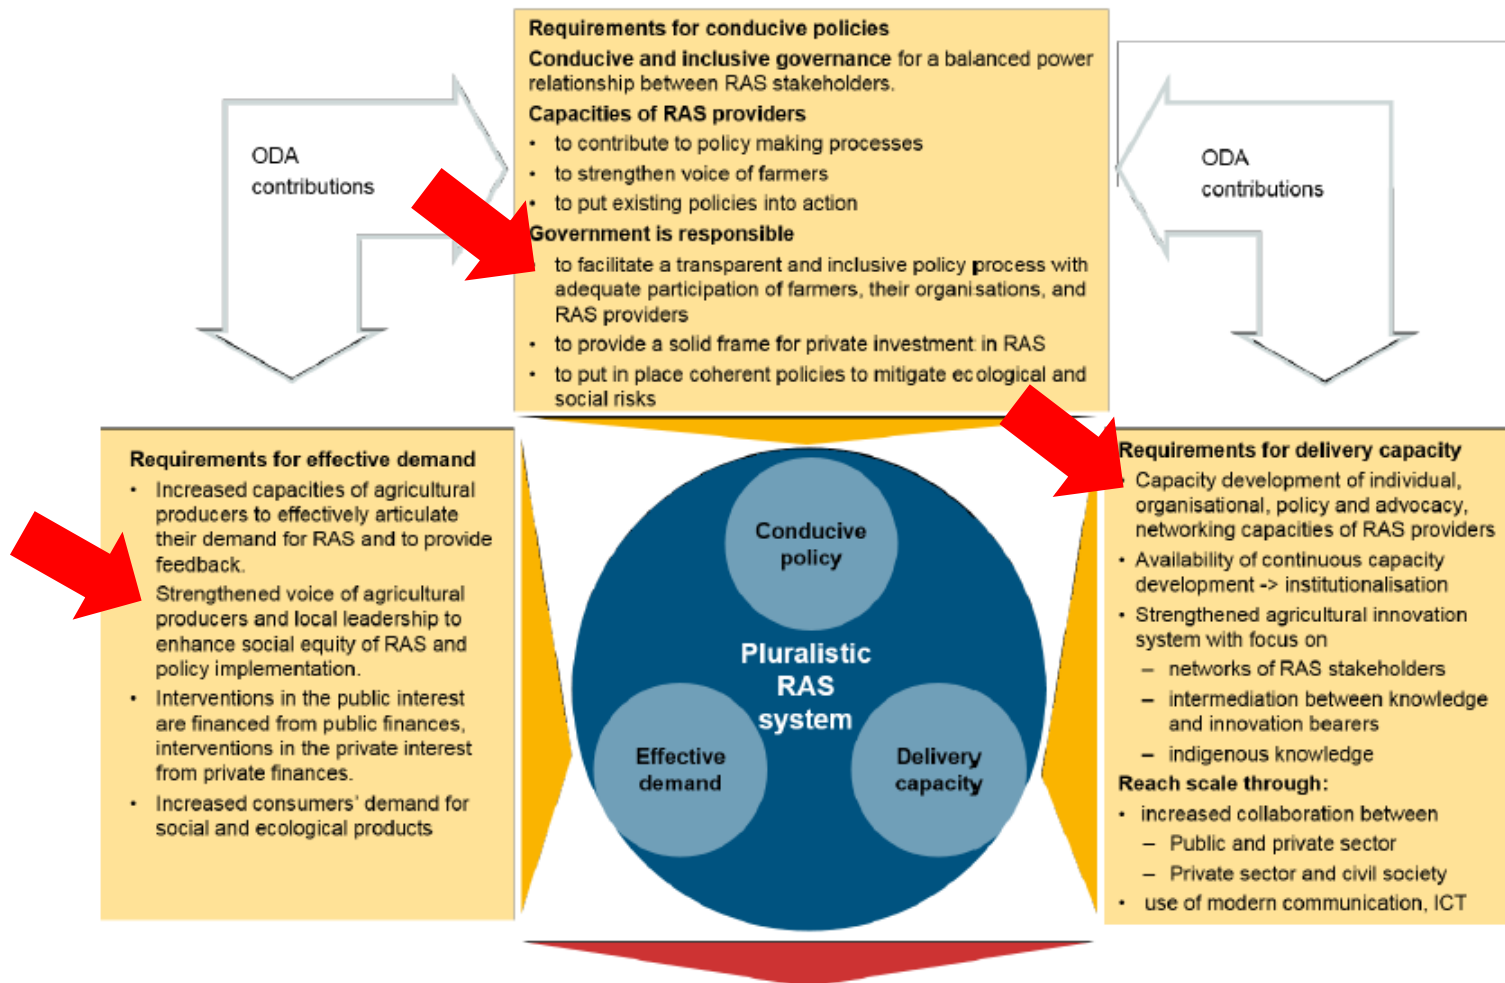 Requirements for conducive policies
Conducive and inclusive governance for a balanced power
relationship between RAS stakeholders.
Capacities of RAS providers
• to contribute to policy making processes
• to strengthen voice of farmers
• to put existing policies into action
Government is responsible
to facilitate a transparent and inclusive policy process with
adequate participation of farmers, their organisations, and
RAS providers
• to provide a solid frame for private investment in RAS
• to put in place coherent policies to mitigate ecological and
social risks
ODA
contributions
ODA
contributions
Requirements for effective demand
• Increased capacities of agricultural
producers to effectively articulate
their demand for RAS and to provide
feedback.
Strengthened voice of agricultural
producers and local leadership to
enhance social equity of RAS and
policy implementation.
• Interventions in the public interest
are financed from public finances,
interventions in the private interest
from private finances.
• Increased consumers' demand for
social and ecological products
Conducive
policy
Pluralistic
RAS
system
Effective
demand
Delivery
capacity
Requirements for delivery capacity
• Capacity development of individual,
organisational, policy and advocacy,
networking capacities of RAS providers
• Availability of continuous capacity
development -> institutionalisation
• Strengthened agricultural innovation
system with focus on
– networks of RAS stakeholders
– intermediation between knowledge
and innovation bearers
– indigenous knowledge
Reach scale through:
• increased collaboration between
– Public and private sector
– Private sector and civil society
• use of modern communication, ICT